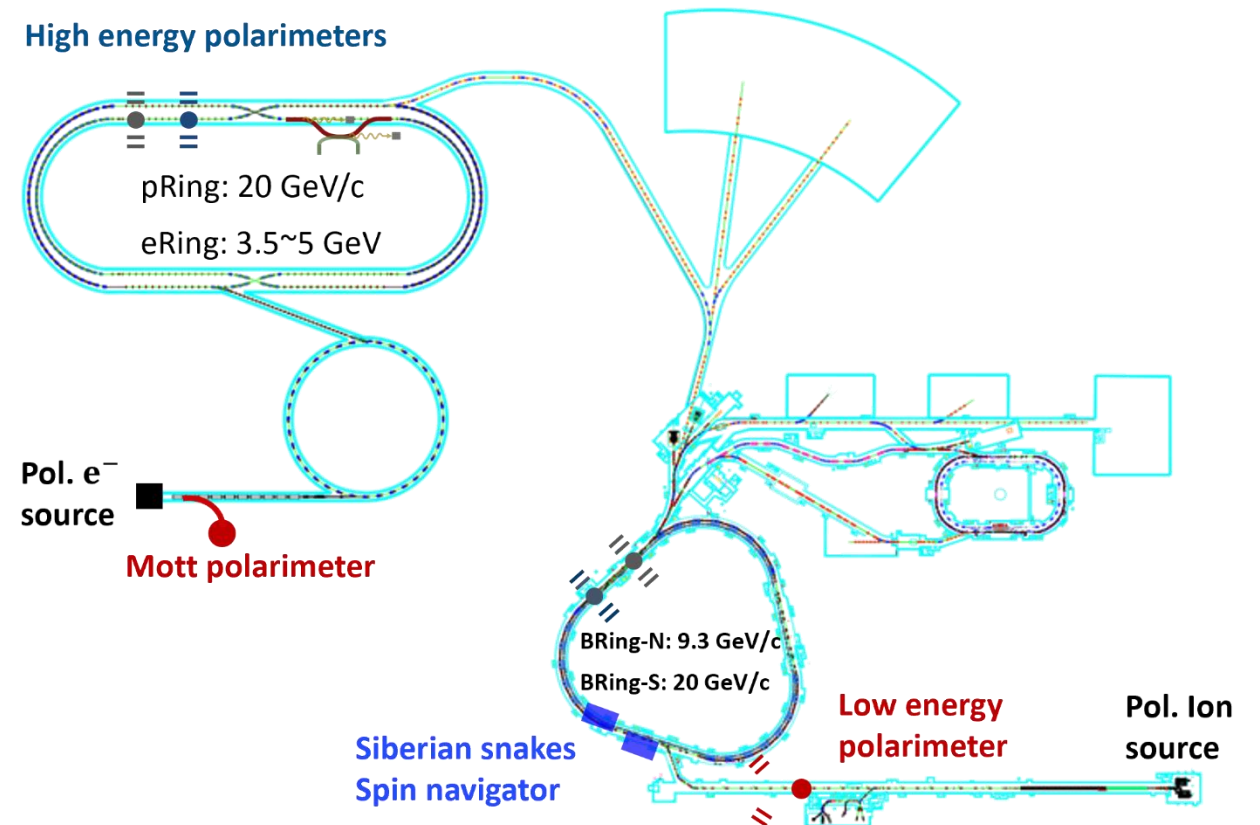 High energy polarimeters
pRing: 20 GeV/c
eRing: 3.5~5 GeV
Pol. e⁻
source
Mott polarimeter
BRing-N: 9.3 GeV/c
BRing-S: 20 GeV/c
Siberian snakes
Spin navigator
Low energy
polarimeter
Pol. Ion
source